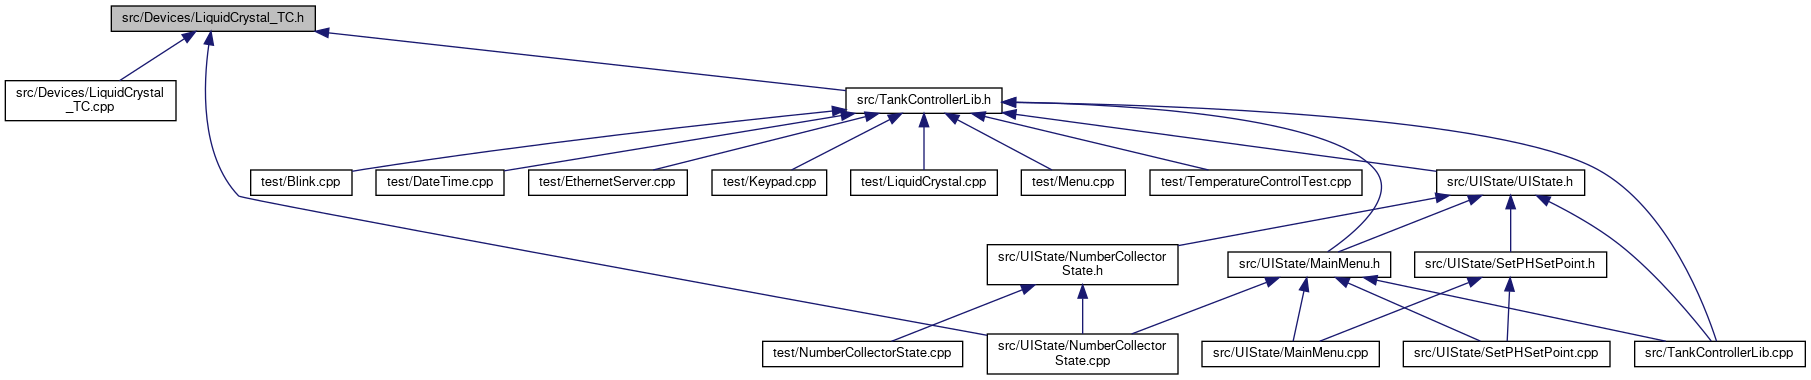 src/Devices/LiquidCrystal_TC.h
src/Devices/LiquidCrystal
_TC.cpp
src/TankControllerLib.h
test/Blink.cpp
test/DateTime.cpp
test/EthernetServer.cpp
test/Keypad.cpp
test/LiquidCrystal.cpp
test/Menu.cpp
test/TemperatureControlTest.cpp
src/UIState/UIState.h
src/UIState/NumberCollector
State.h
src/UIState/MainMenu.h
src/UIState/SetPHSetPoint.h
test/NumberCollectorState.cpp
src/UIState/NumberCollector
State.cpp
src/UIState/MainMenu.cpp
src/UIState/SetPHSetPoint.cpp
src/TankControllerLib.cpp